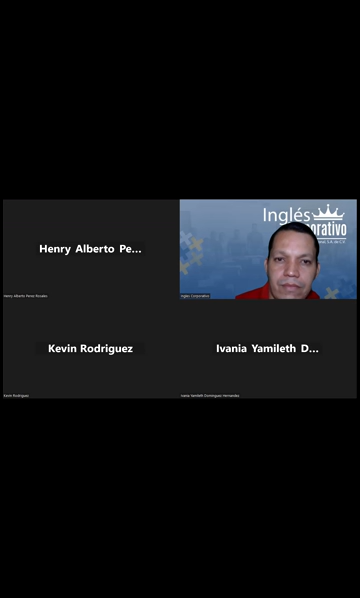 Inglés
orativo
Henry Alberto Pe...
Henry Alberto Perez Rosales
Inglés Corporativo
Kevin Rodriguez
Ivania Yamileth D...
Kevin Rodriguez
Ivania Yamileth Dominguez Hernandez